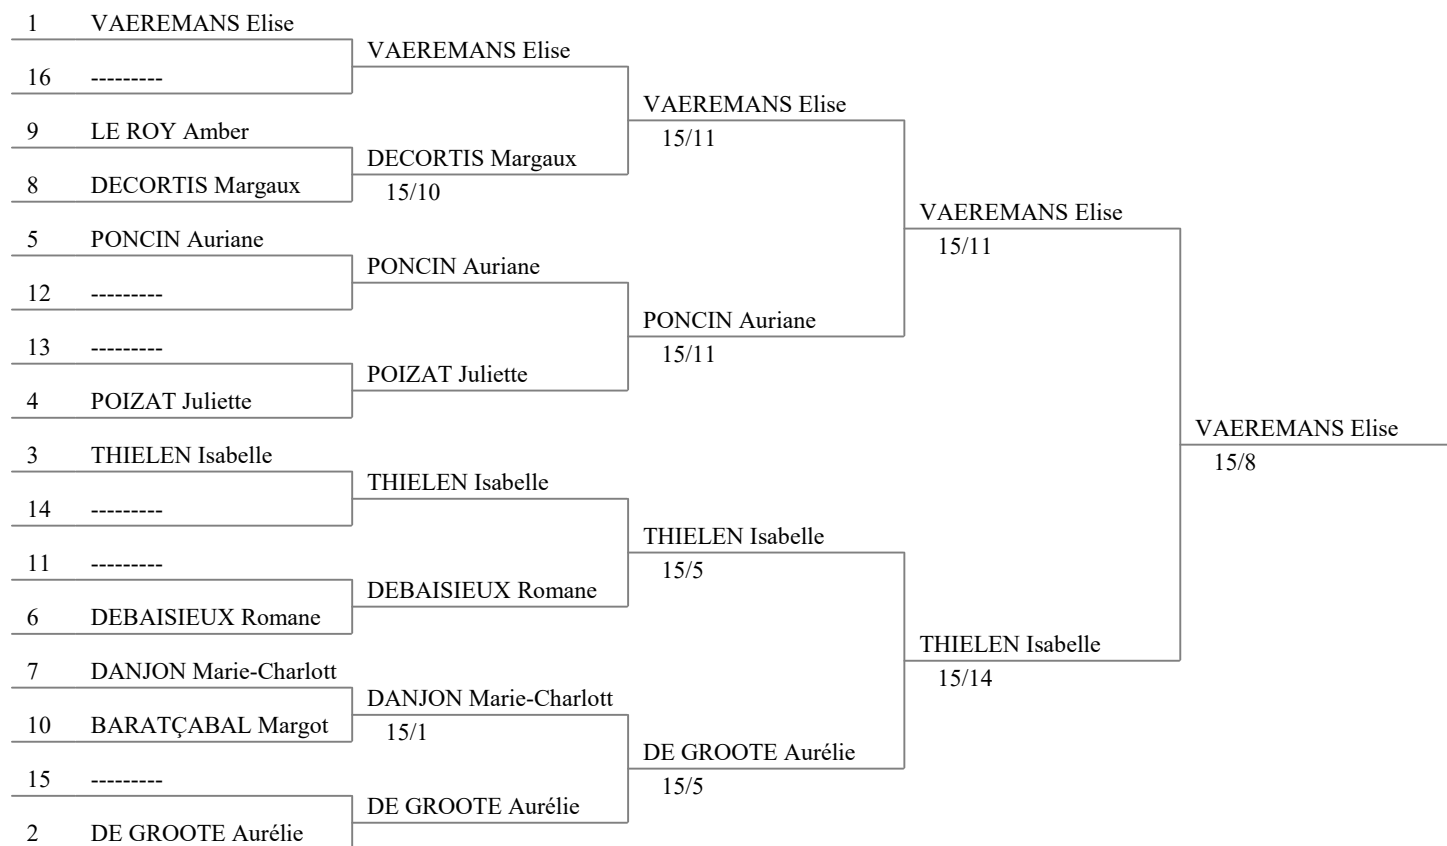 1 VAEREMANS Elise
16 ---------
9 LE ROY Amber
8 DECORTIS Margaux
5 PONCIN Auriane
12 ---------
13 ---------
4 POIZAT Juliette
3 THIELEN Isabelle
14 ---------
11 ---------
6 DEBAISIEUX Romane
7 DANJON Marie-Charlott
10 BARATÇABAL Margot
15 ---------
2 DE GROOTE Aurélie
VAEREMANS Elise
DECORTIS Margaux
15/10
PONCIN Auriane
POIZAT Juliette
THIELEN Isabelle
DEBAISIEUX Romane
DANJON Marie-Charlott
15/1
DE GROOTE Aurélie
VAEREMANS Elise
15/11
PONCIN Auriane
15/11
THIELEN Isabelle
15/5
DE GROOTE Aurélie
15/5
VAEREMANS Elise
15/11
THIELEN Isabelle
15/14
VAEREMANS Elise
15/8